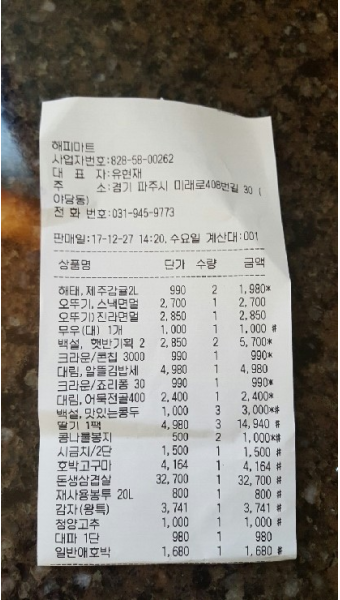 해피마트
사업자번호:828-58-00262
대 표 자:유현재
주 소:경기 파주시 미래로408번길 30 (
야당동)
전 화 번호:031-945-9773
판매일:17-12-27 14:20, 수요일 계산대:001
상품명 단가 수량 금액
해태,제주감귤2L 990 2 1,980*
오뚜기,스낵면멀 2,700 1 2,700
오뚜기)진라면멀 2,850 1 2,850
무우(대) 1개 1,000 1 1,000 #
백설, 햇반기획 2 2,850 2 5,700*
크라운/콘칩 3000 990 1 990*
대림,알뜰김밥세 4,980 1 4,980
크라운/쵸리퐁 30 990 1 990*
대림,어묵전골400 2,400 1 2,400*
백설,맛있는콩두 1,000 3 3,000*#
딸기 1팩 4,980 3 14,940 #
콩나물봉지 500 2 1,000*#
시금치/2단 1,500 1 1,500 #
호박고구마 4,164 1 4,164 #
돈생삼겹살 32,700 1 32,700 #
재사용봉투 20L 800 1 800 #
감자(왕특) 3,741 1 3,741 #
청양고추 1,000 1 1,000 #
대파 1단 980 1 980
일반애호박 1,680 1 1,680 #